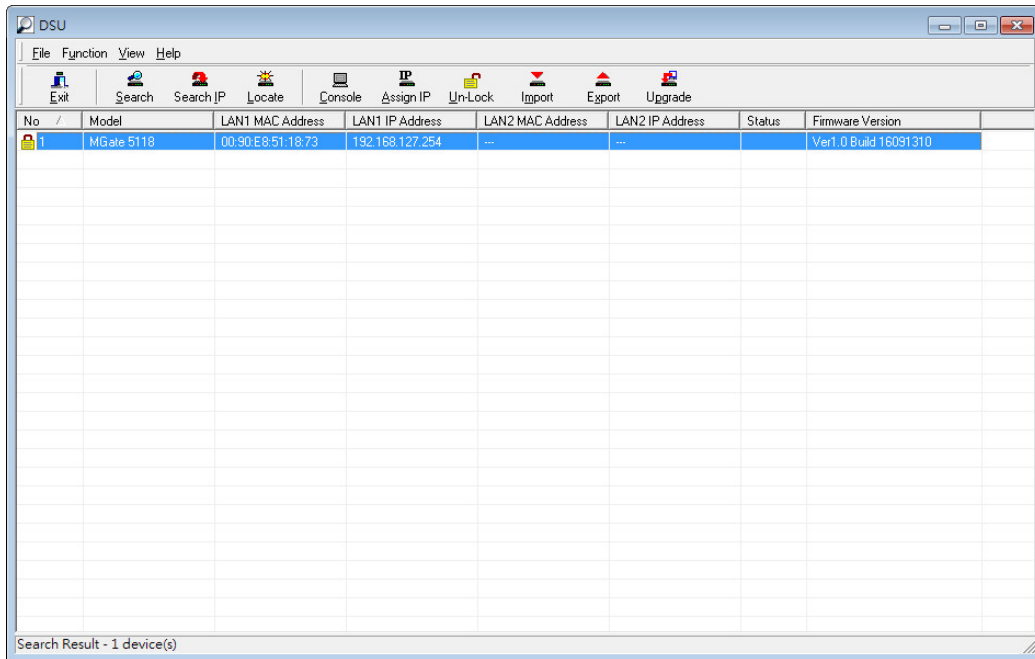 DSU
File Function View Help
Exit Search Search IP Locate Console Assign IP Un-Lock Import Export Upgrade
No / Model LAN1 MAC Address LAN1 IP Address LAN2 MAC Address LAN2 IP Address Status Firmware Version
1 MGate 5118 00:90:E8:51:18:73 192.168.127.254 --- --- Ver1.0 Build 16091310
Search Result - 1 device(s)